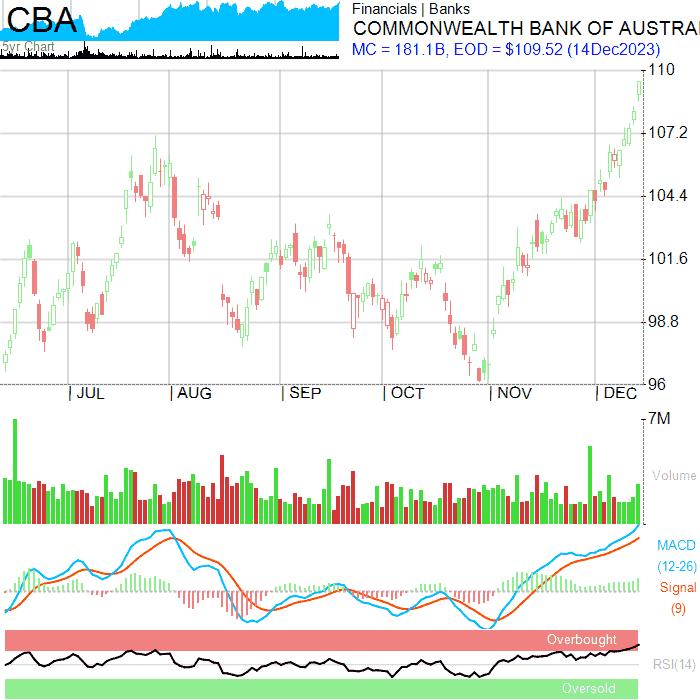 CBA
5yr Chart
Financials | Banks
COMMONWEALTH BANK OF AUSTRA
MC = 181.1B, EOD = $109.52 (14Dec2023)
110
107.2
104.4
101.6
98.8
96
| JUL | AUG | SEP | OCT | NOV | DEC
7M
Volume
MACD
(12-26)
Signal
(9)
Overbought
RSI(14)
Oversold